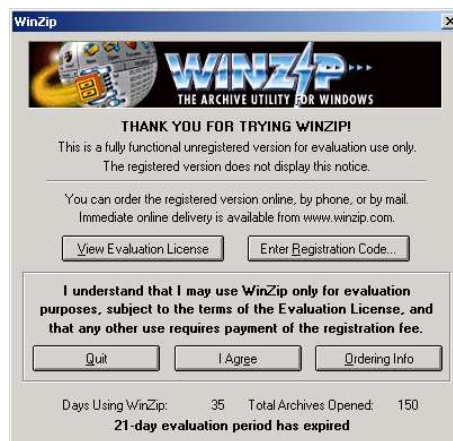 WinZip
WINZIP
THE ARCHIVE UTILITY FOR WINDOWS
THANK YOU FOR TRYING WINZIP!
This is a fully functional unregistered version for evaluation use only.
The registered version does not display this notice.
You can order the registered version online, by phone, or by mail.
Immediate online delivery is available from www.winzip.com.
View Evaluation License Enter Registration Code...
I understand that I may use WinZip only for evaluation
purposes, subject to the terms of the Evaluation License, and
that any other use requires payment of the registration fee.
Quit I Agree Ordering Info
Days Using WinZip: 35 Total Archives Opened: 150
21-day evaluation period has expired